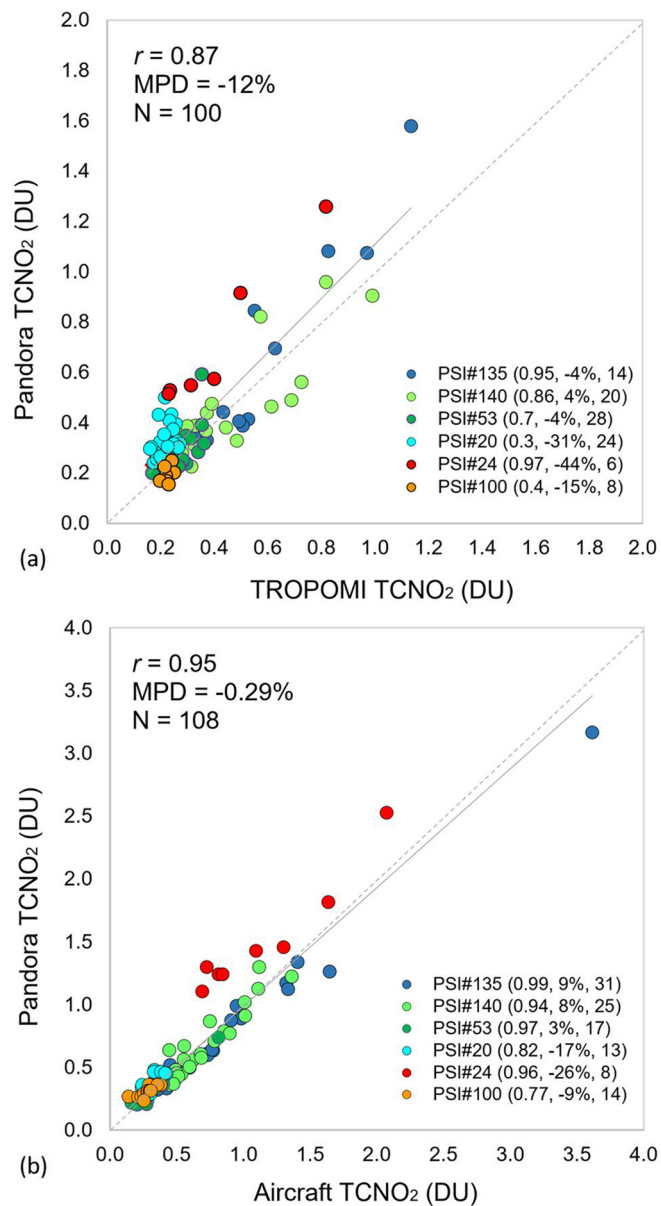 r = 0.87
MPD = -12%
N = 100
Pandora TCNO₂ (DU)
2.0
1.8
1.6
1.4
1.2
1.0
0.8
0.6
0.4
0.2
0.0
PSI#135 (0.95, -4%, 14)
PSI#140 (0.86, 4%, 20)
PSI#53 (0.7, -4%, 28)
PSI#20 (0.3, -31%, 24)
PSI#24 (0.97, -44%, 6)
PSI#100 (0.4, -15%, 8)
0.0 0.2 0.4 0.6 0.8 1.0 1.2 1.4 1.6 1.8 2.0
(a)
TROPOMI TCNO₂ (DU)
r = 0.95
MPD = -0.29%
N = 108
Pandora TCNO₂ (DU)
4.0
3.5
3.0
2.5
2.0
1.5
1.0
0.5
0.0
PSI#135 (0.99, 9%, 31)
PSI#140 (0.94, 8%, 25)
PSI#53 (0.97, 3%, 17)
PSI#20 (0.82, -17%, 13)
PSI#24 (0.96, -26%, 8)
PSI#100 (0.77, -9%, 14)
0.0 0.5 1.0 1.5 2.0 2.5 3.0 3.5 4.0
(b)
Aircraft TCNO₂ (DU)